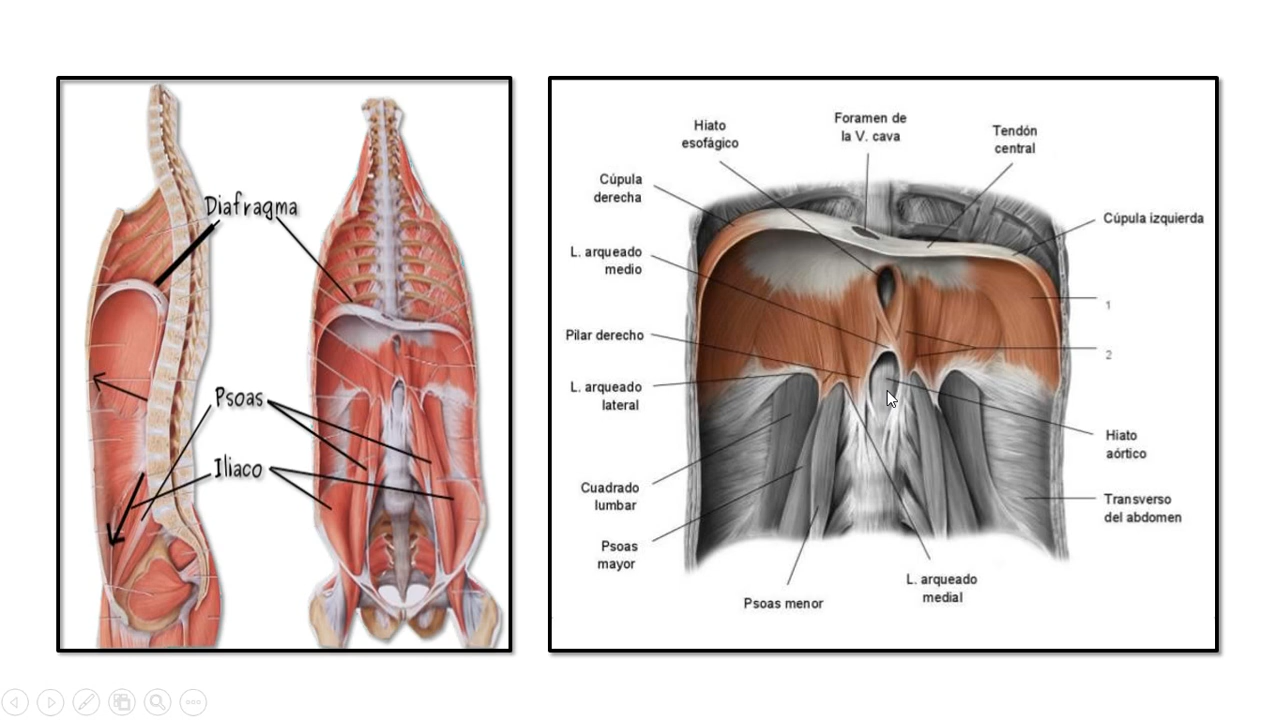 Diafragma
Psoas
Iliaco
Hiato
esofágico
Foramen de
la V. cava
Tendón
central
Cúpula
derecha
Cúpula izquierda
L. arqueado
medio
1
Pilar derecho
2
L. arqueado
lateral
Hiato
aórtico
Cuadrado
lumbar
Transverso
del abdomen
Psoas
mayor
L. arqueado
medial
Psoas menor